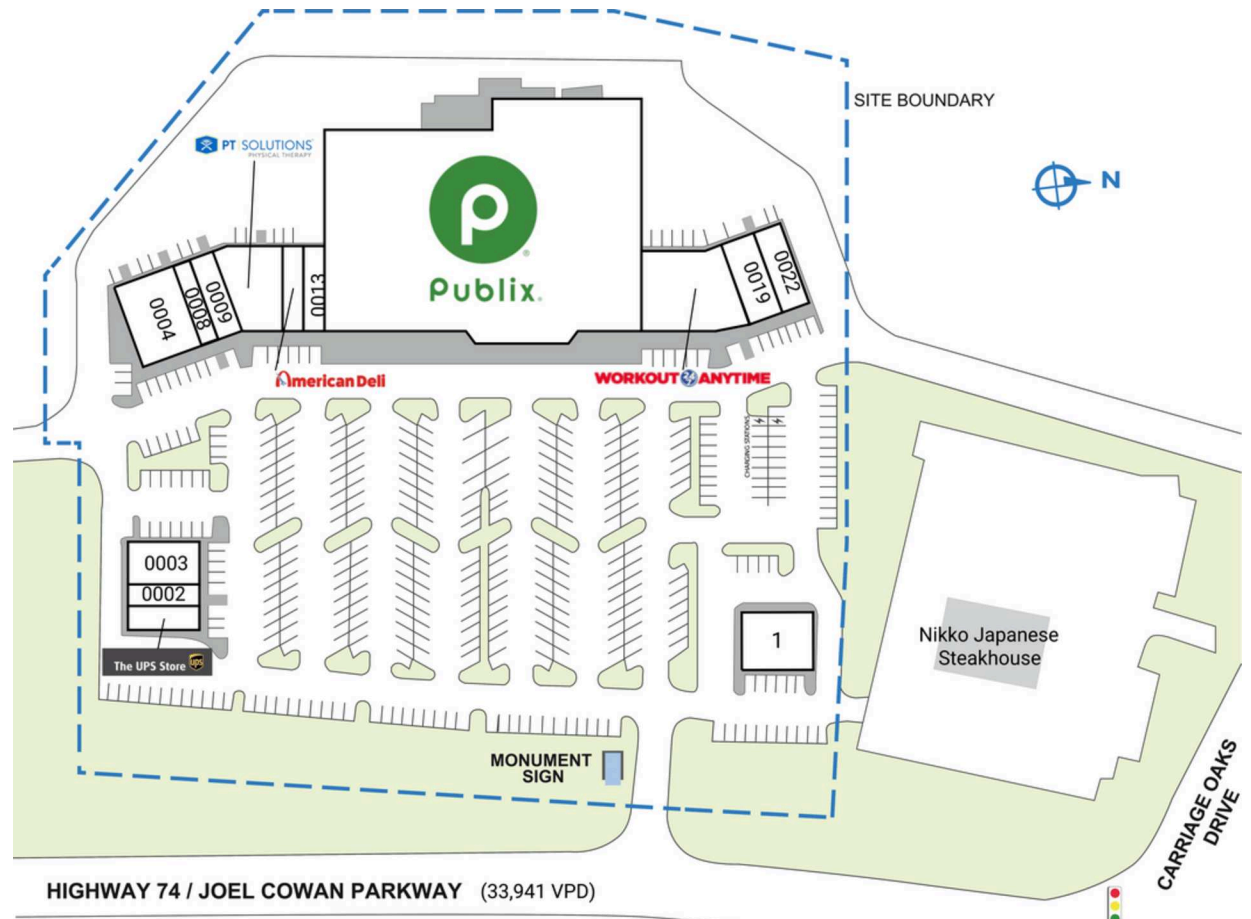 SITE BOUNDARY
PT SOLUTIONS
PHYSICAL THERAPY
N
Publix.
0004
0008
0009
0013
0019
0022
American Deli
WORKOUT 24 ANYTIME
CHARGING STATIONS
0003
0002
The UPS Store ups
1
Nikko Japanese
Steakhouse
MONUMENT
SIGN
CARRIAGE OAKS
DRIVE
HIGHWAY 74 / JOEL COWAN PARKWAY (33,941 VPD)